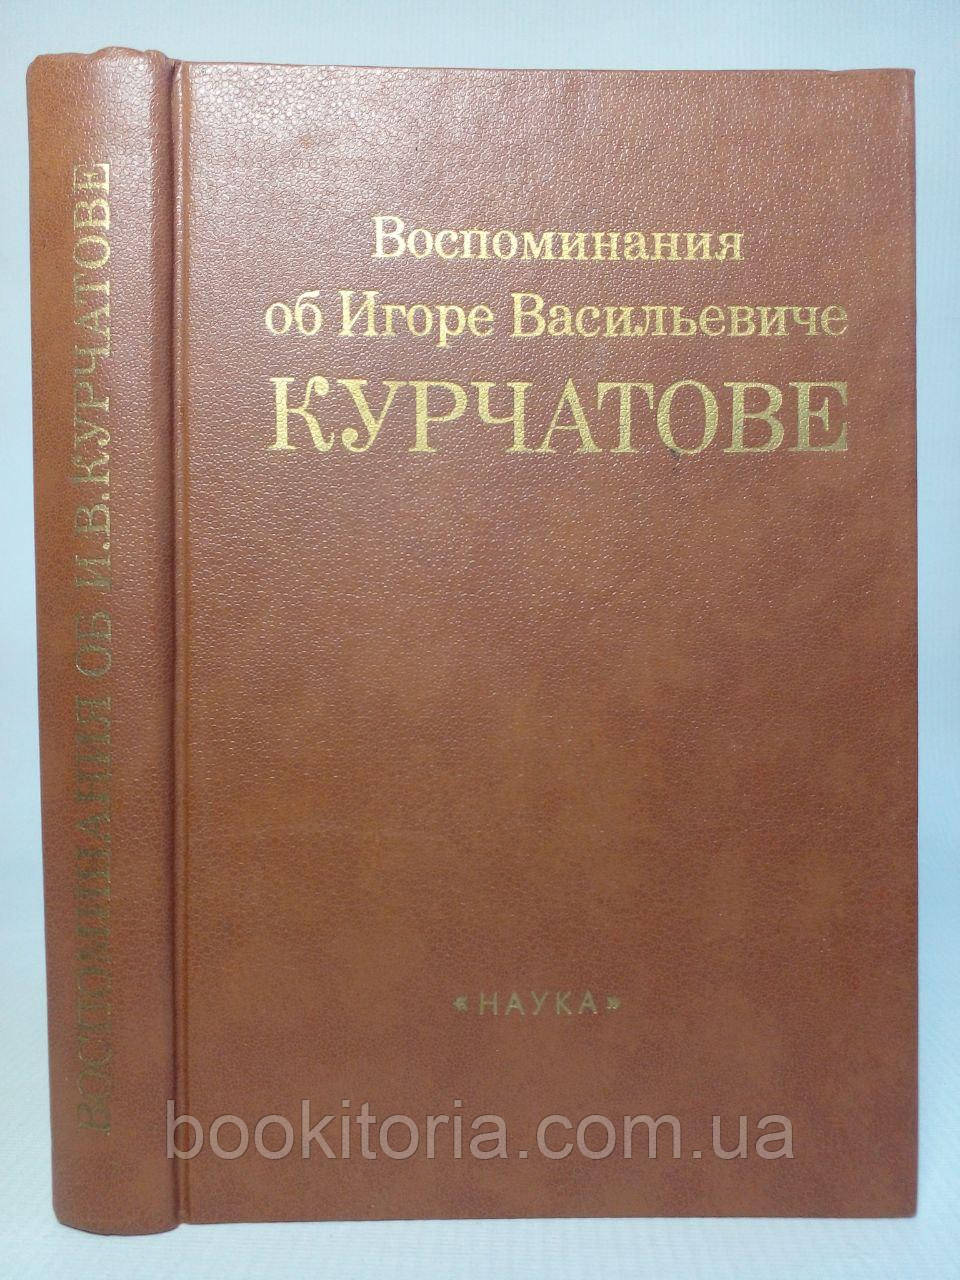 ВОСПОМИНАНИЯ ОБ И.В.КУРЧАТОВЕ
Воспоминания
об Игоре Васильевиче
КУРЧАТОВЕ
«НАУКА»
bookitoria.com.ua